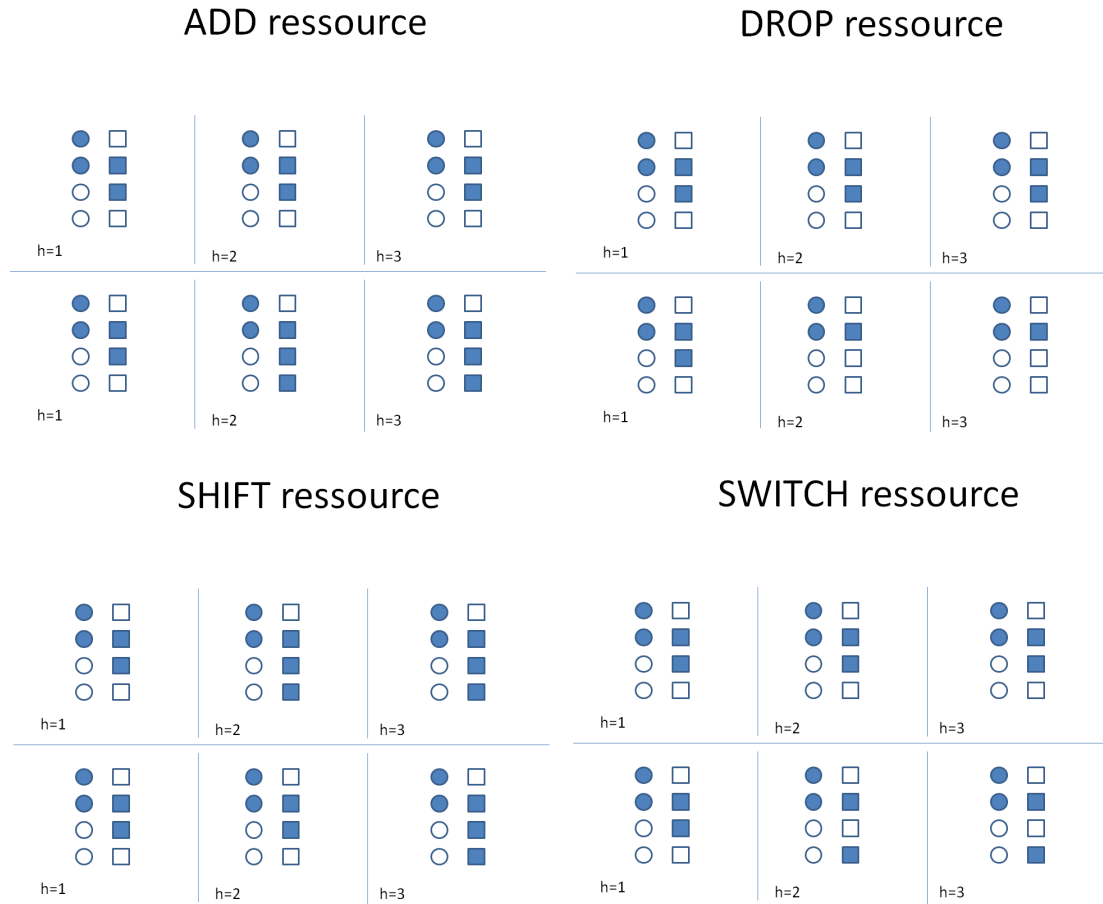 ADD ressource
h=1
h=2
h=3
h=1
h=2
h=3
DROP ressource
h=1
h=2
h=3
h=1
h=2
h=3
SHIFT ressource
h=1
h=2
h=3
h=1
h=2
h=3
SWITCH ressource
h=1
h=2
h=3
h=1
h=2
h=3